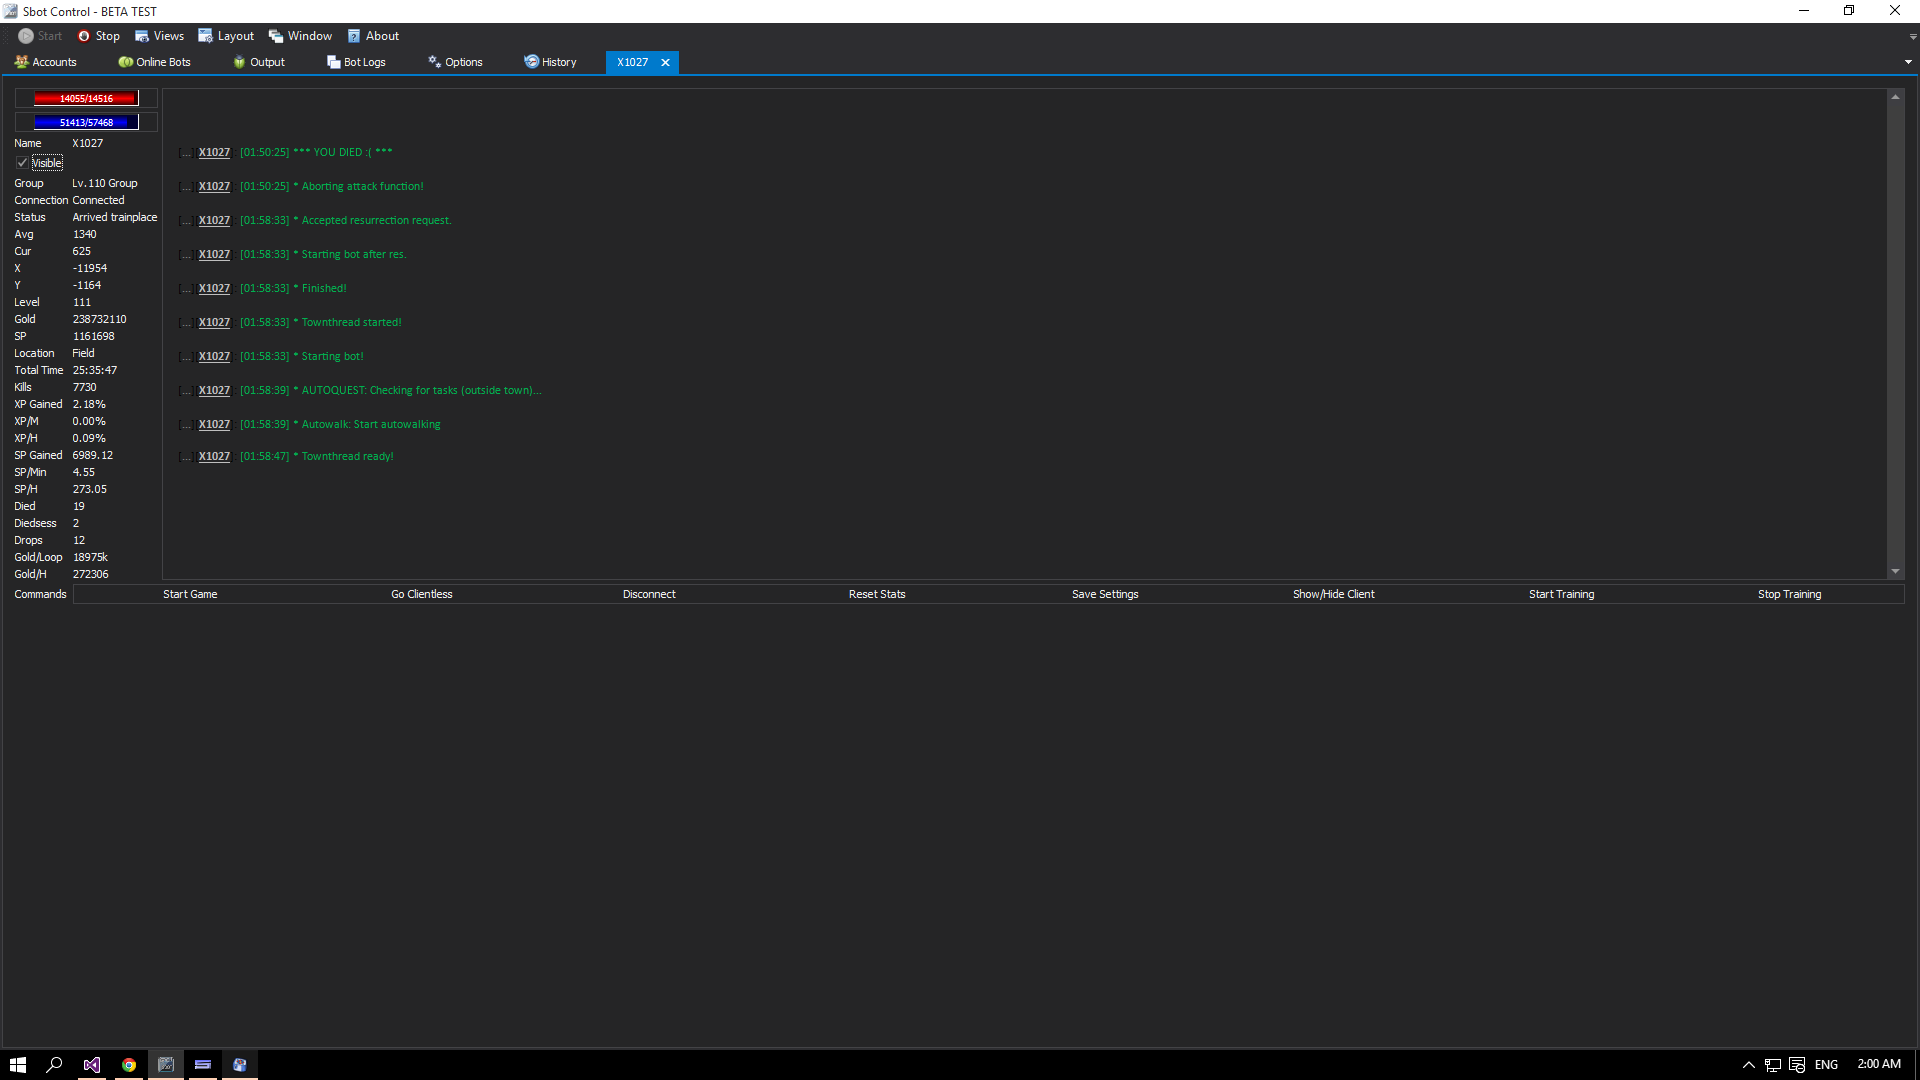 Sbot Control - BETA TEST
Start Stop Views Layout Window About
Accounts Online Bots Output Bot Logs Options History X1027
14055/14516
51413/57468
Name X1027
Visible
Group Lv.110 Group
Connection Connected
Status Arrived trainplace
Avg 1340
Cur 625
X -11954
Y -1164
Level 111
Gold 238732110
SP 1161698
Location Field
Total Time 25:35:47
Kills 7730
XP Gained 2.18%
XP/M 0.00%
XP/H 0.09%
SP Gained 6989.12
SP/Min 4.55
SP/H 273.05
Died 19
Diedsess 2
Drops 12
Gold/Loop 18975k
Gold/H 272306
[...] X1027 [01:50:25] *** YOU DIED :( ***
[...] X1027 [01:50:25] * Aborting attack function!
[...] X1027 [01:58:33] * Accepted resurrection request.
[...] X1027 [01:58:33] * Starting bot after res.
[...] X1027 [01:58:33] * Finished!
[...] X1027 [01:58:33] * Townthread started!
[...] X1027 [01:58:33] * Starting bot!
[...] X1027 [01:58:39] * AUTOQUEST: Checking for tasks (outside town)...
[...] X1027 [01:58:39] * Autowalk: Start autowalking
[...] X1027 [01:58:47] * Townthread ready!
Commands Start Game Go Clientless Disconnect Reset Stats Save Settings Show/Hide Client Start Training Stop Training
ENG 2:00 AM